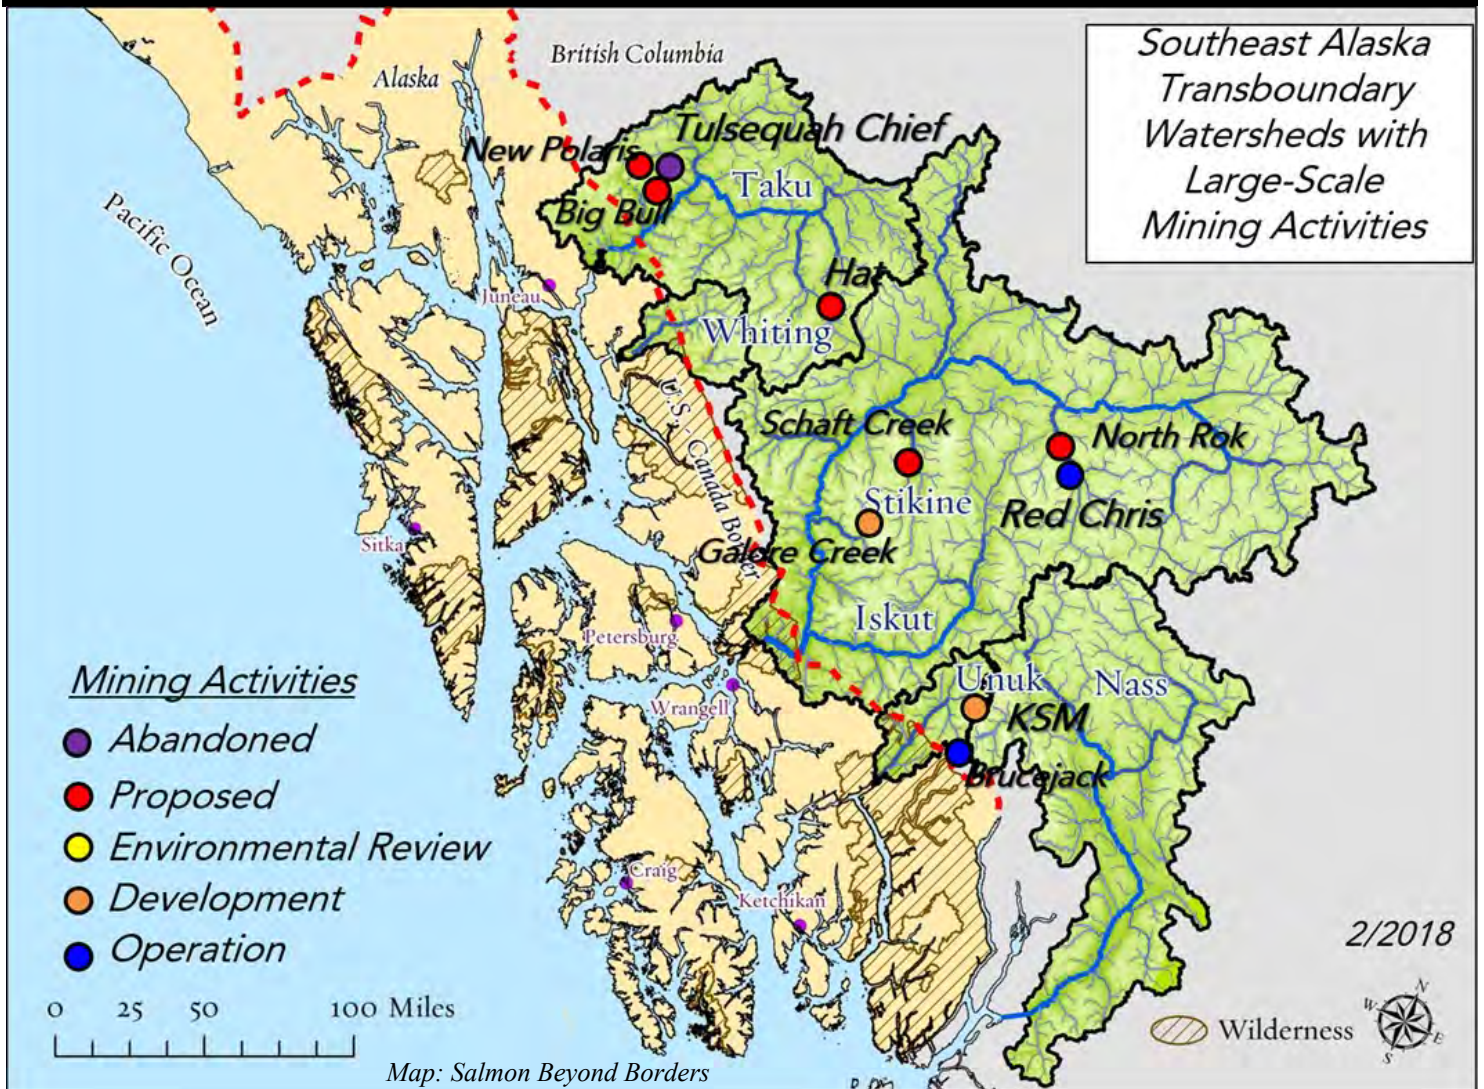 Southeast Alaska
Transboundary
Watersheds with
Large-Scale
Mining Activities
British Columbia
Alaska
Pacific Ocean
New Polaris
Tulsequah Chief
Taku
Big Bull
Hat
Juneau
Whiting
U.S. - Canada Border
Schaft Creek
North Rok
Stikine
Red Chris
Sitka
Galore Creek
Iskut
Petersburg
Unuk
Nass
Wrangell
KSM
Brucejack
Craig
Ketchikan
Mining Activities
Abandoned
Proposed
Environmental Review
Development
Operation
0 25 50 100 Miles
Map: Salmon Beyond Borders
2/2018
Wilderness
N
W
E
S